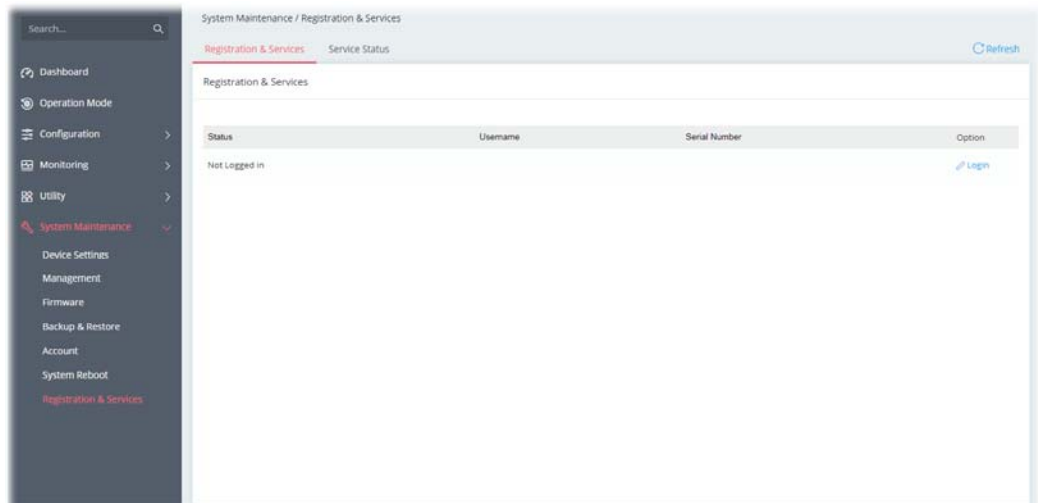 Search...
Dashboard
Operation Mode
Configuration
Monitoring
Utility
System Maintenance
Device Settings
Management
Firmware
Backup & Restore
Account
System Reboot
Registration & Services
System Maintenance / Registration & Services
Registration & Services Service Status Refresh
Registration & Services
Status Username Serial Number Option
Not Logged in Login